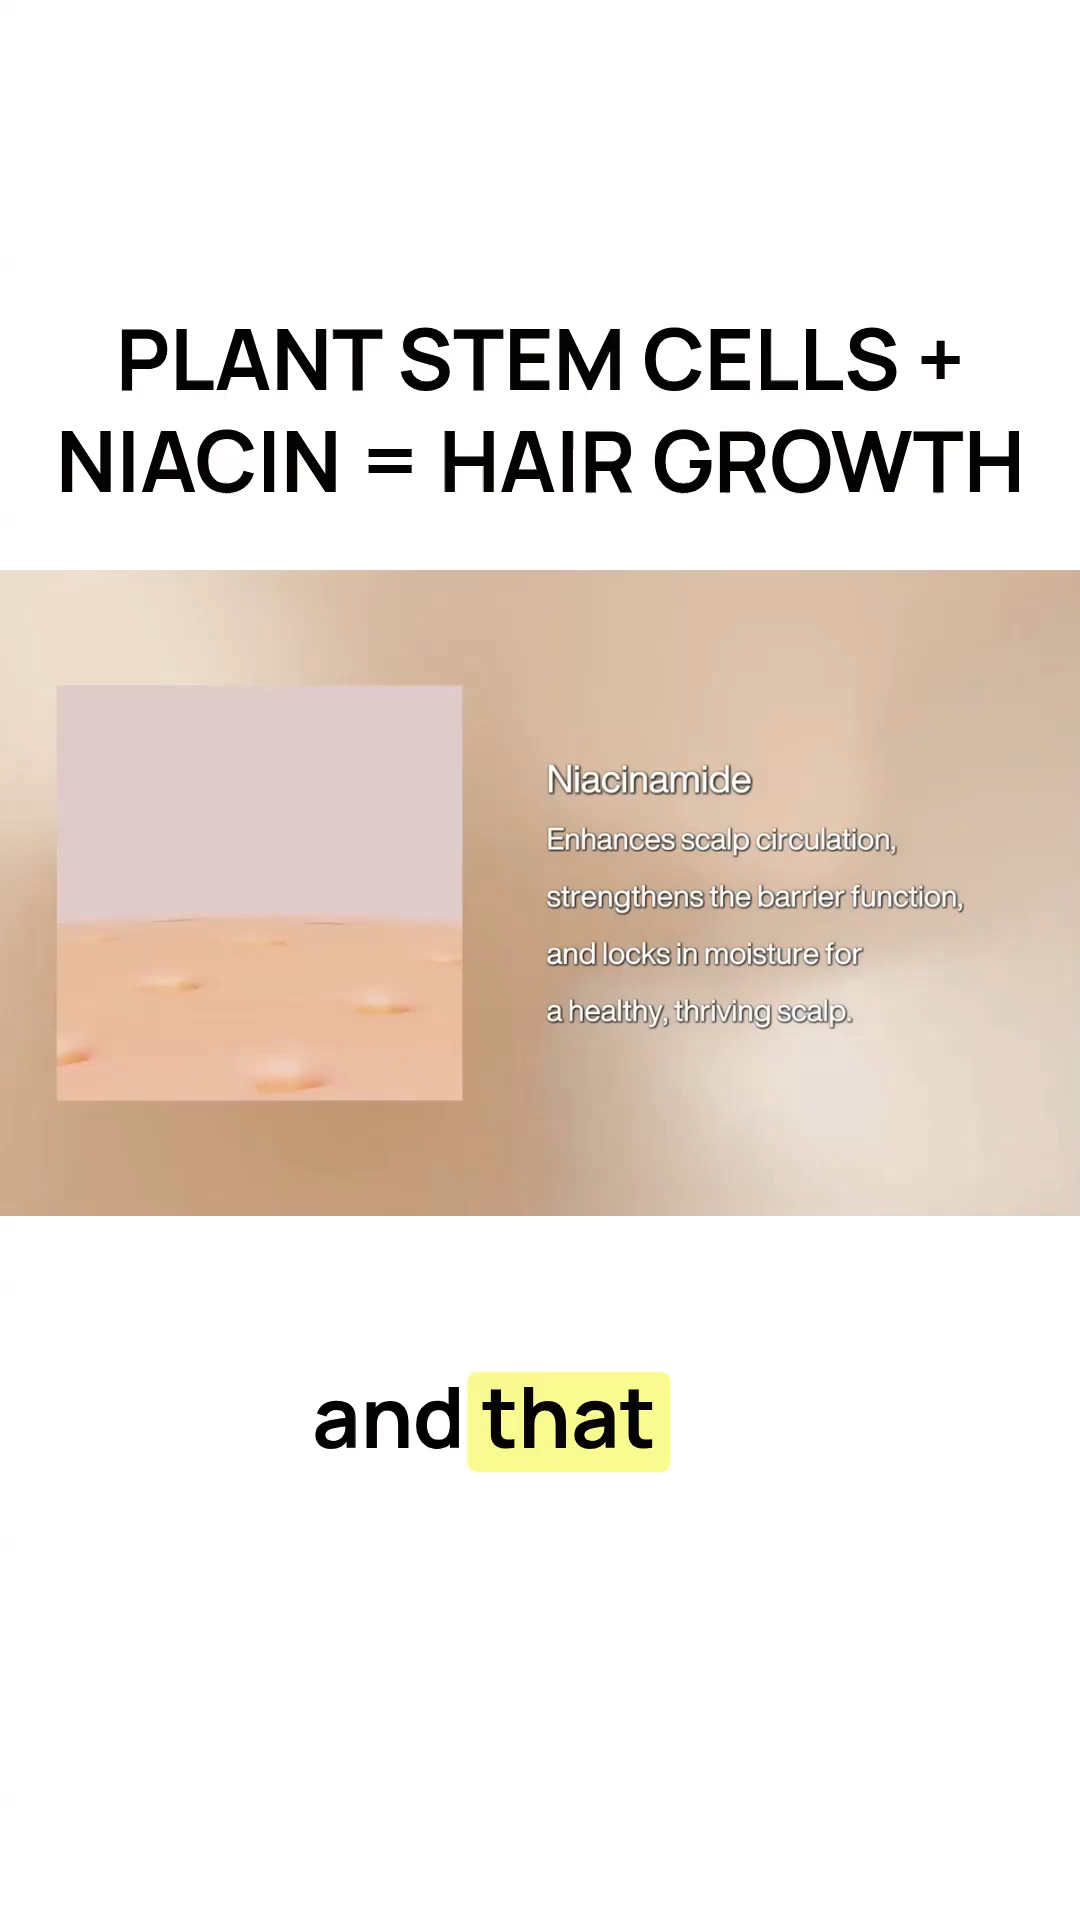 PLANT STEM CELLS +
NIACIN = HAIR GROWTH
Niacinamide
Enhances scalp circulation,
strengthens the barrier function,
and locks in moisture for
a healthy, thriving scalp.
and that